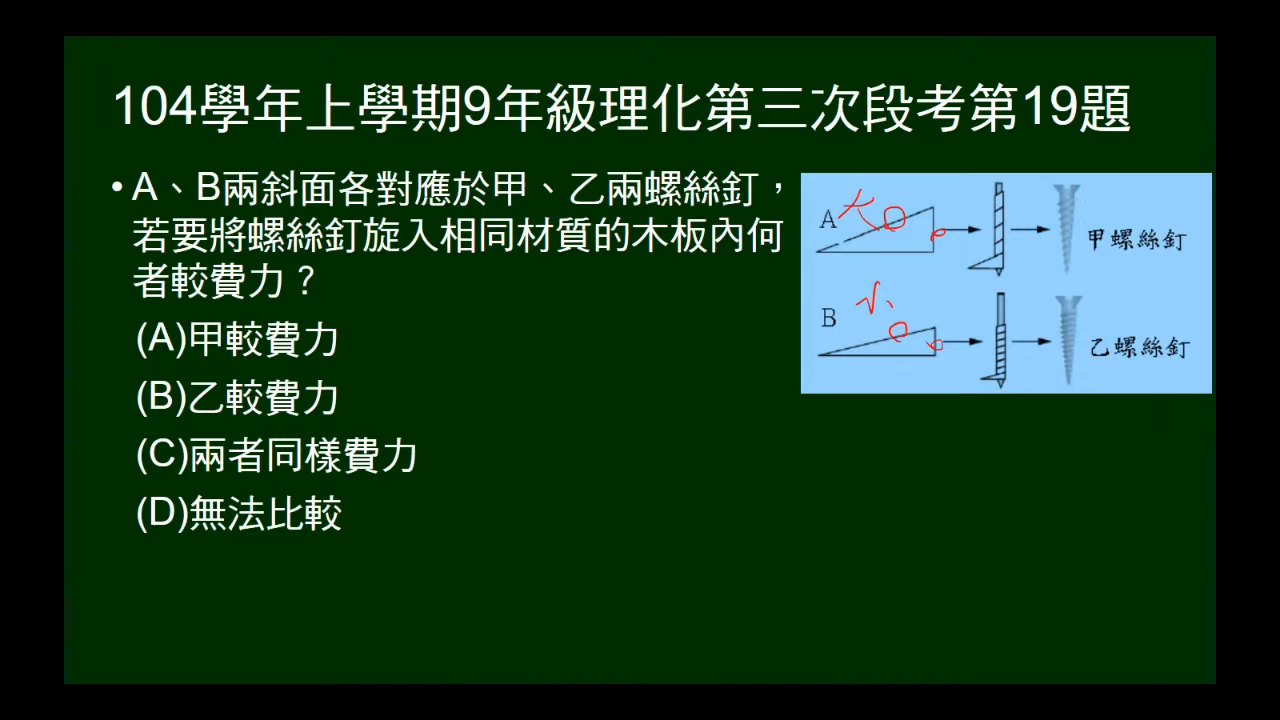 104學年上學期9年級理化第三次段考第19題
• A、B兩斜面各對應於甲、乙兩螺絲釘，
若要將螺絲釘旋入相同材質的木板內何
者較費力？
(A)甲較費力
(B)乙較費力
(C)兩者同樣費力
(D)無法比較
A 大
甲螺絲釘
小
B
乙螺絲釘